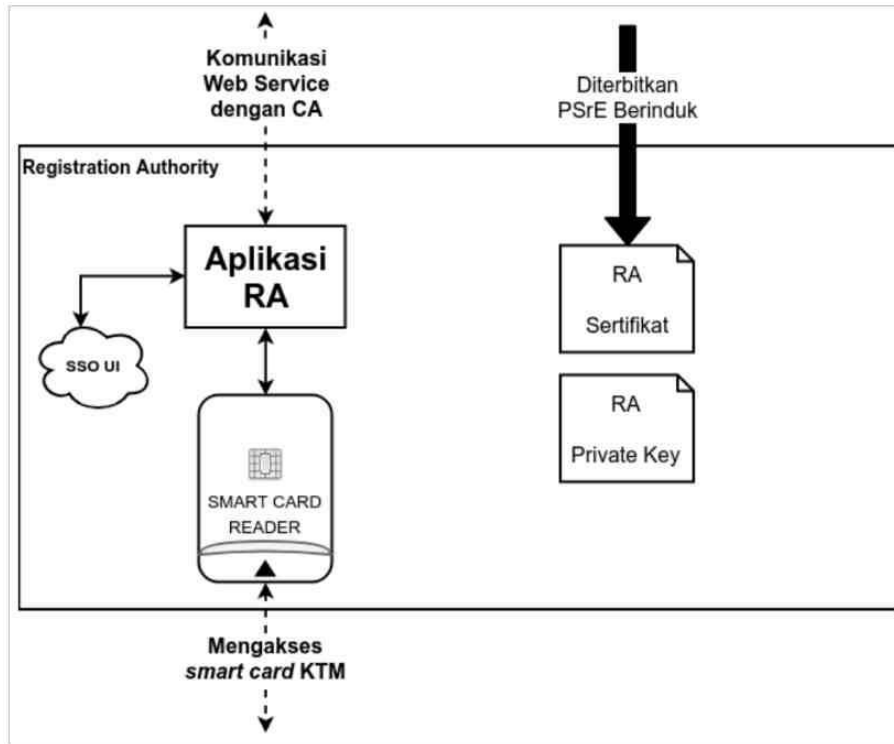 Komunikasi
Web Service
dengan CA
Diterbitkan
PSrE Berinduk
Registration Authority
Aplikasi
RA
SSO UI
RA
Sertifikat
RA
Private Key
SMART CARD
READER
Mengakses
smart card KTM